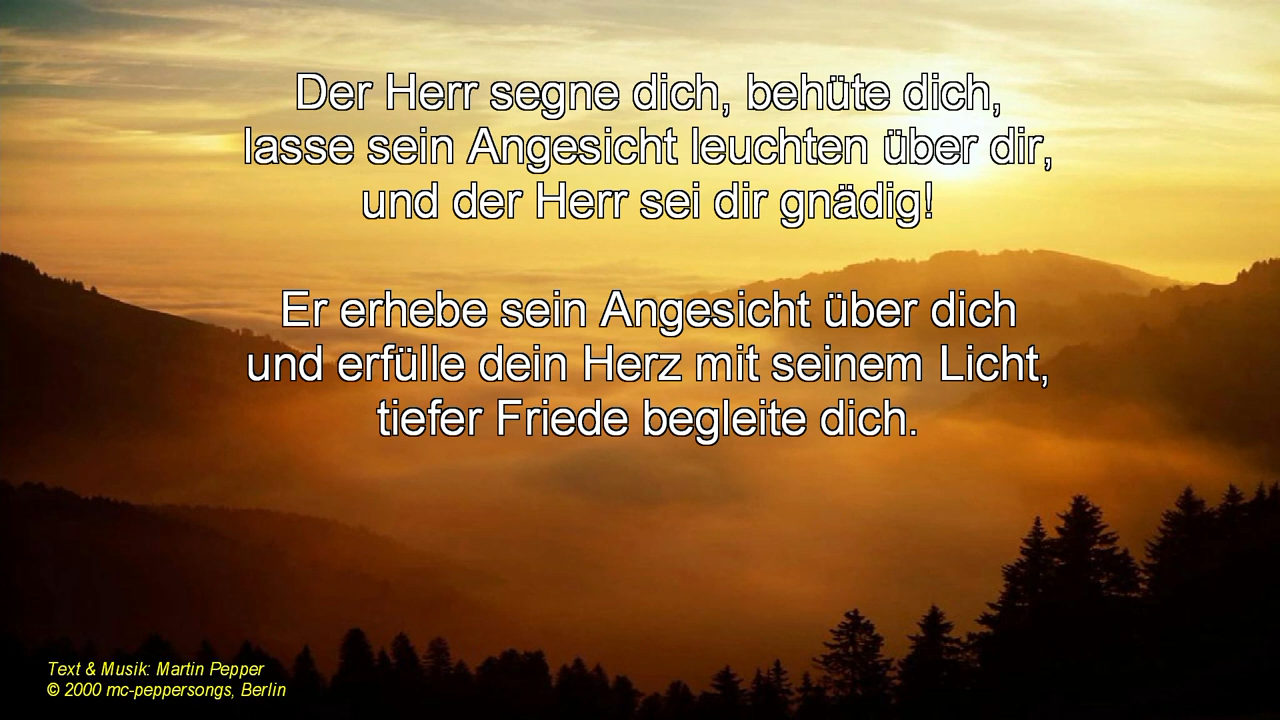 Der Herr segne dich, behüte dich,
lasse sein Angesicht leuchten über dir,
und der Herr sei dir gnädig!
Er erhebe sein Angesicht über dich
und erfülle dein Herz mit seinem Licht,
tiefer Friede begleite dich.
Text & Musik: Martin Pepper
© 2000 mc-peppersongs, Berlin